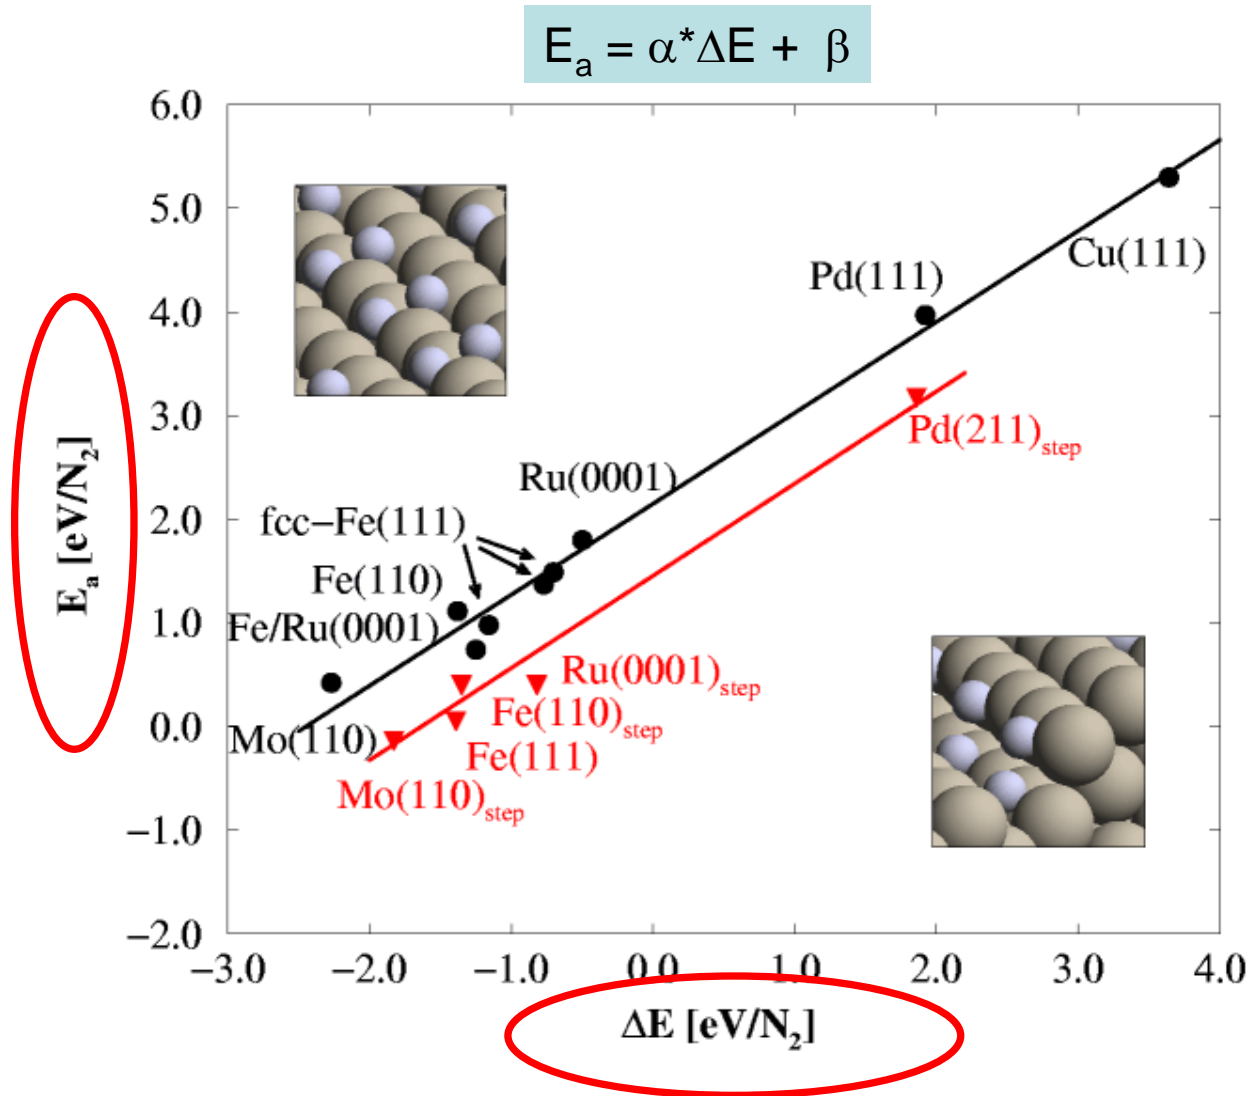 Eₐ = α*ΔE + β
6.0
5.0
4.0
3.0
2.0
1.0
0.0
−1.0
−2.0
Eₐ [eV/N₂]
Cu(111)
Pd(111)
Pd(211)step
Ru(0001)
fcc−Fe(111)
Fe(110)
Fe/Ru(0001)
Ru(0001)step
Fe(110)step
Mo(110)
Fe(111)
Mo(110)step
−3.0 −2.0 −1.0 0.0 1.0 2.0 3.0 4.0
ΔE [eV/N₂]